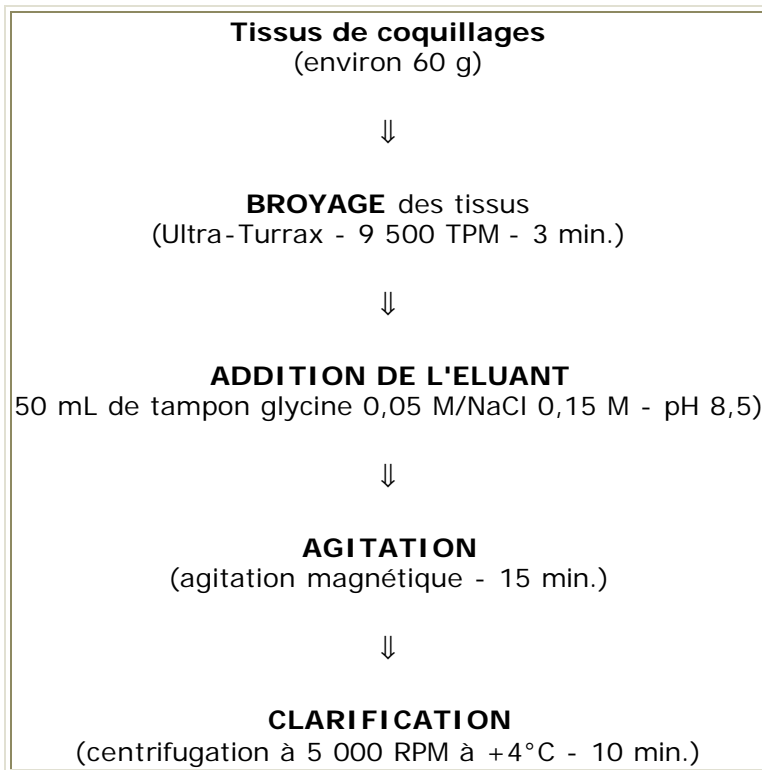 Tissus de coquillages
(environ 60 g)
⇓
BROYAGE des tissus
(Ultra-Turrax - 9 500 TPM - 3 min.)
⇓
ADDITION DE L'ELUANT
50 mL de tampon glycine 0,05 M/NaCl 0,15 M - pH 8,5)
⇓
AGITATION
(agitation magnétique - 15 min.)
⇓
CLARIFICATION
(centrifugation à 5 000 RPM à +4°C - 10 min.)